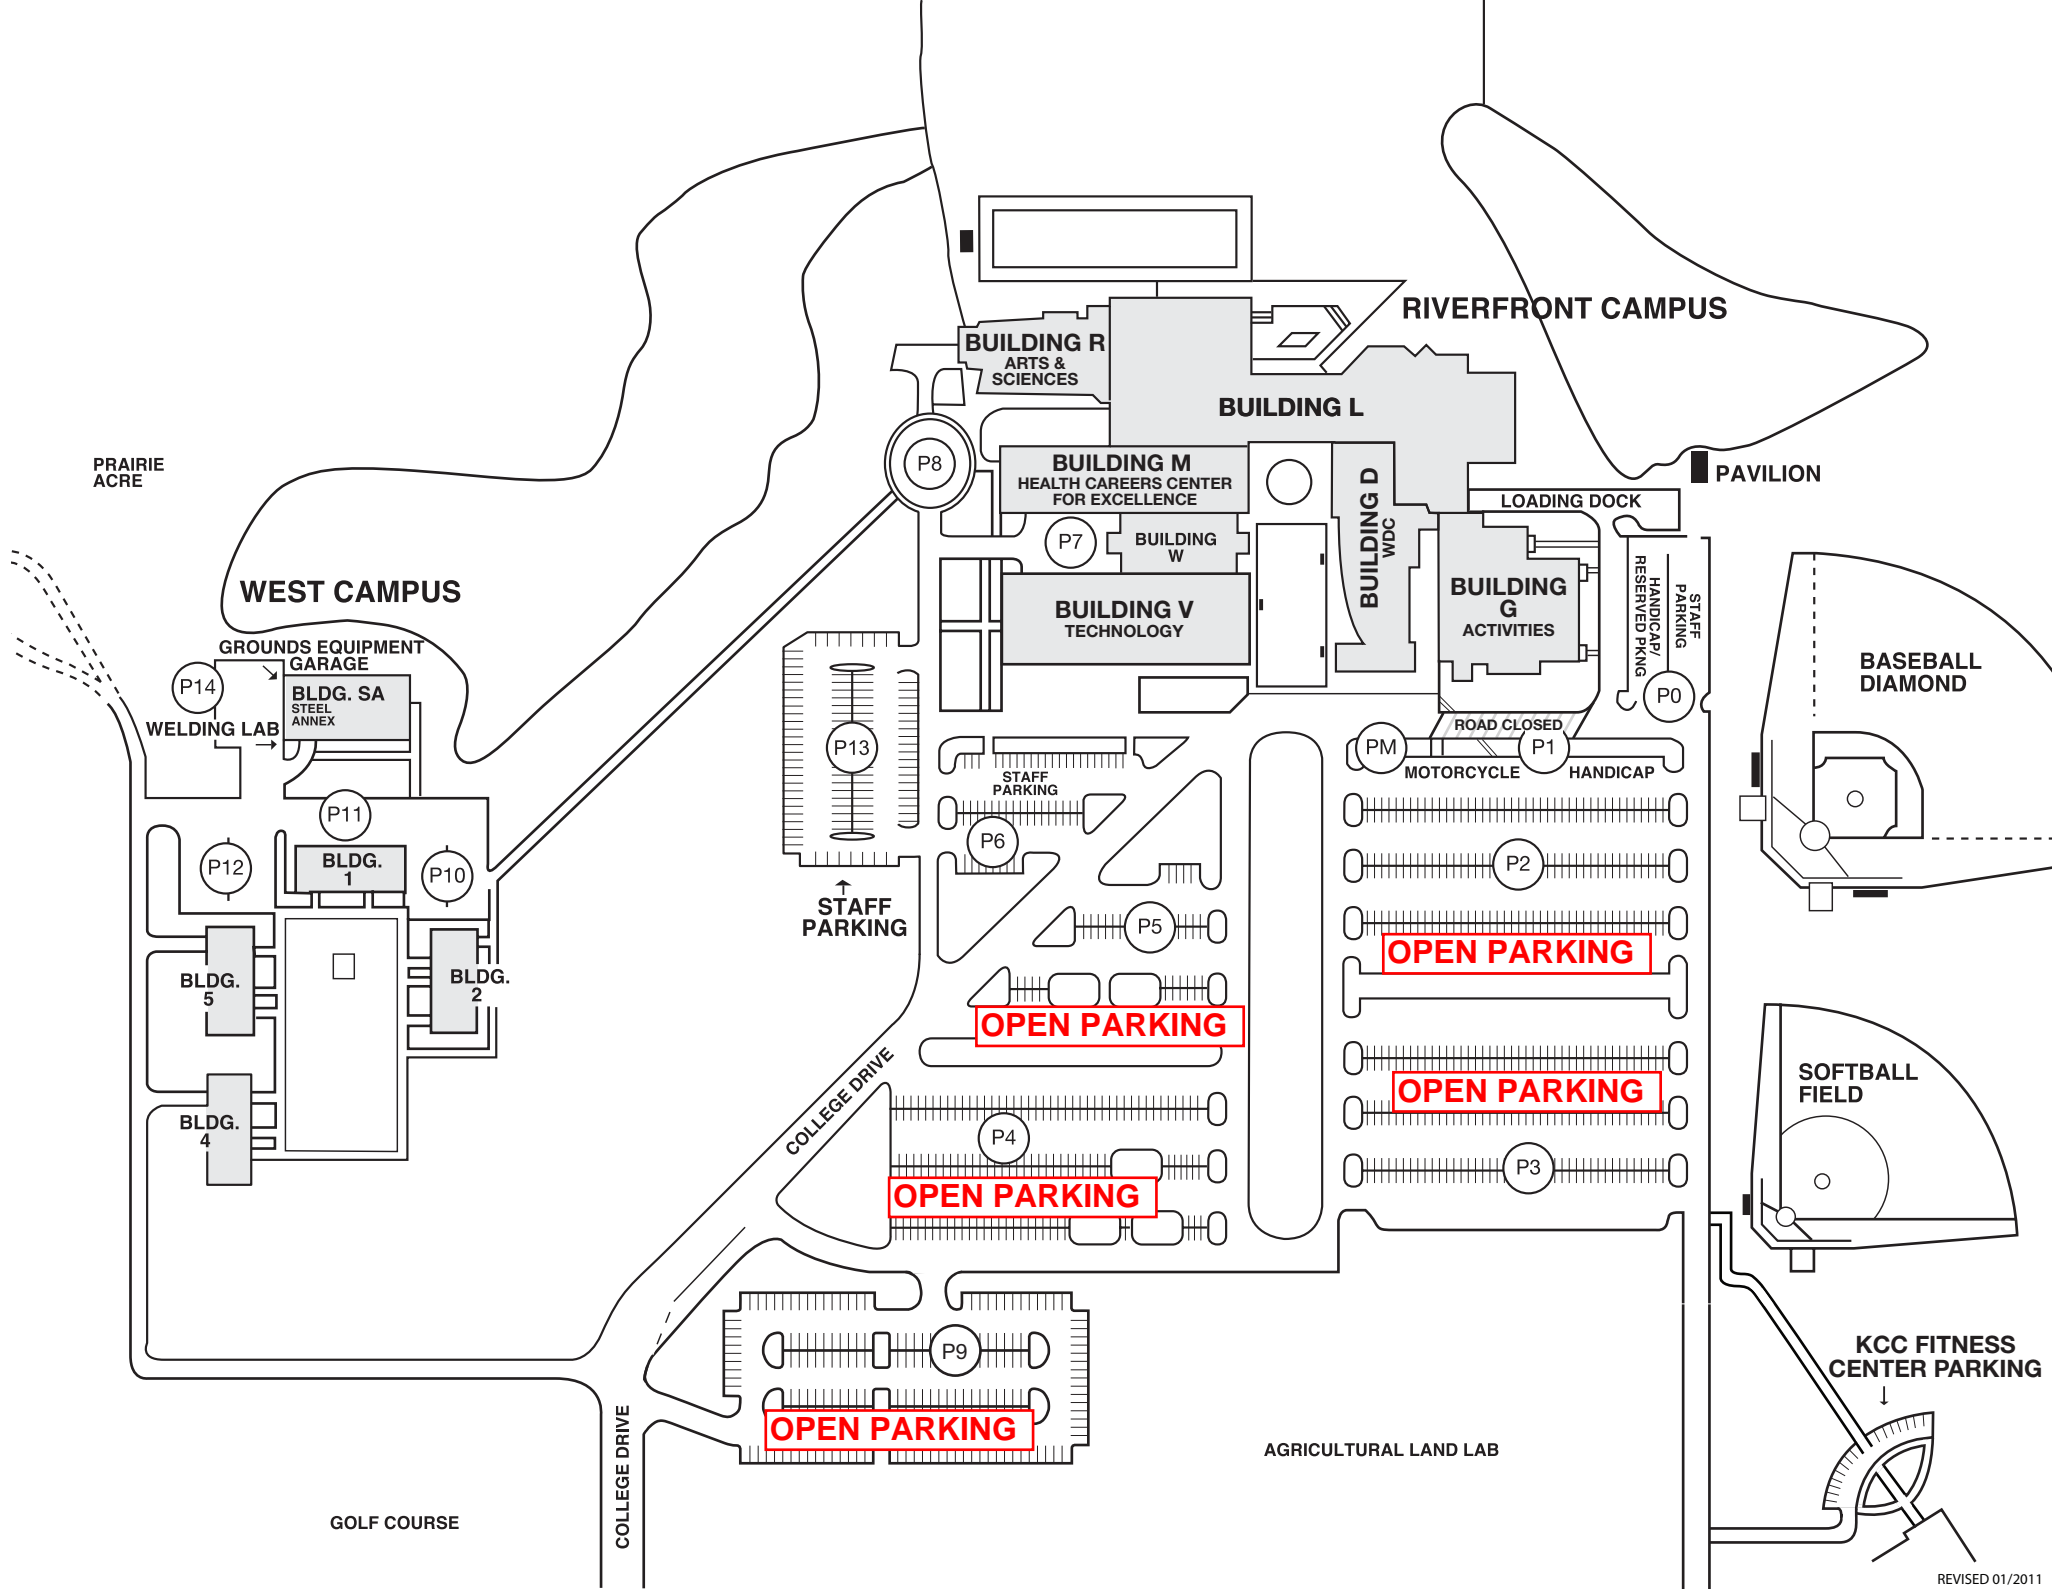 RIVERFRONT CAMPUS
BUILDING R
ARTS &
SCIENCES
BUILDING L
P8
BUILDING M
HEALTH CAREERS CENTER
FOR EXCELLENCE
PRAIRIE
ACRE
PAVILION
LOADING DOCK
BUILDING D
WDC
P7
BUILDING
W
WEST CAMPUS
BUILDING V
TECHNOLOGY
BUILDING
G
ACTIVITIES
HANDICAP/
RESERVED PKNG
STAFF
PARKING
P0
GROUNDS EQUIPMENT
GARAGE
P14
BLDG. SA
STEEL
ANNEX
WELDING LAB
BASEBALL
DIAMOND
ROAD CLOSED
P13
PM
P1
MOTORCYCLE
HANDICAP
STAFF
PARKING
P11
P6
P12
BLDG.
1
P10
P2
STAFF
PARKING
P5
OPEN PARKING
BLDG.
5
BLDG.
2
OPEN PARKING
COLLEGE DRIVE
OPEN PARKING
SOFTBALL
FIELD
BLDG.
4
P4
P3
OPEN PARKING
P9
KCC FITNESS
CENTER PARKING
OPEN PARKING
COLLEGE DRIVE
AGRICULTURAL LAND LAB
GOLF COURSE
REVISED 01/2011